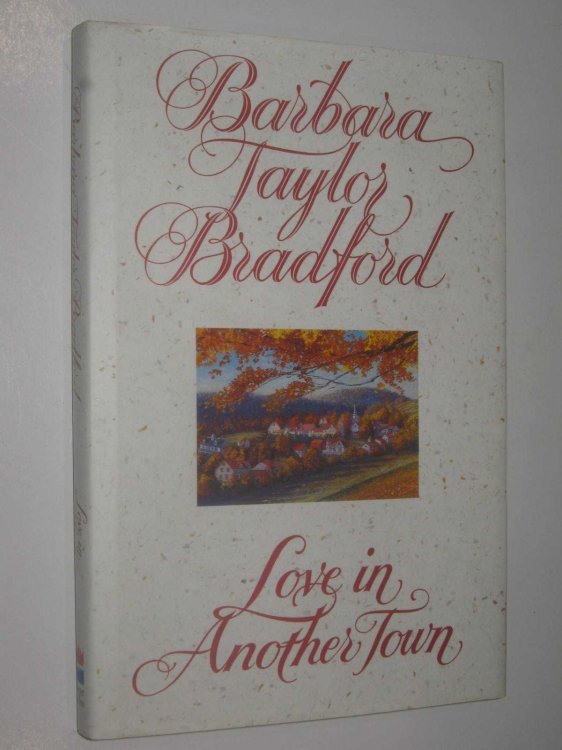 Barbara
Taylor
Bradford
Love in
Another Town